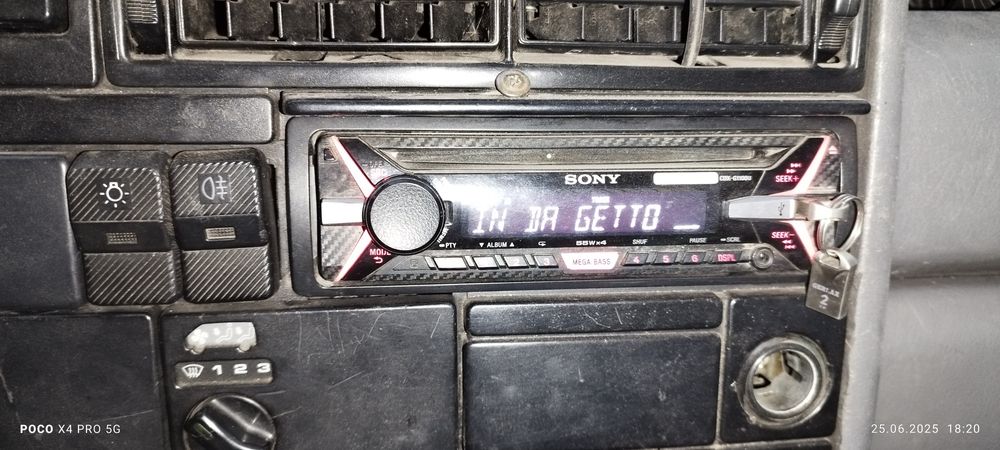 SONY
SEEK+
IN DA GETTO
SEEK-
PTY
▼ ALBUM ▲
55W×4
SHUF
PAUSE
SCRL
MODE
MEGA BASS
4 5 6 DSPL
2
1 2 3
POCO X4 PRO 5G
25.06.2025 18:20